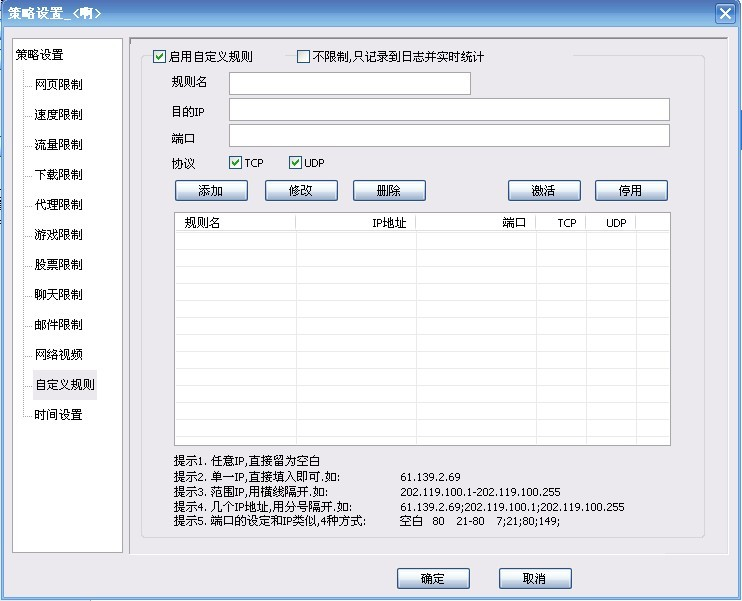 策略设置_<啊>
策略设置
网页限制
速度限制
流量限制
下载限制
代理限制
游戏限制
股票限制
聊天限制
邮件限制
网络视频
自定义规则
时间设置
启用自定义规则 不限制,只记录到日志并实时统计
规则名
目的IP
端口
协议 TCP UDP
添加 修改 删除 激活 停用
规则名 IP地址 端口 TCP UDP
提示1. 任意IP,直接留为空白
提示2. 单一IP,直接填入即可.如: 61.139.2.69
提示3. 范围IP,用横线隔开.如: 202.119.100.1-202.119.100.255
提示4. 几个IP地址,用分号隔开.如: 61.139.2.69;202.119.100.1;202.119.100.255
提示5. 端口的设定和IP类似,4种方式: 空白 80 21-80 7;21;80;149;
确定 取消